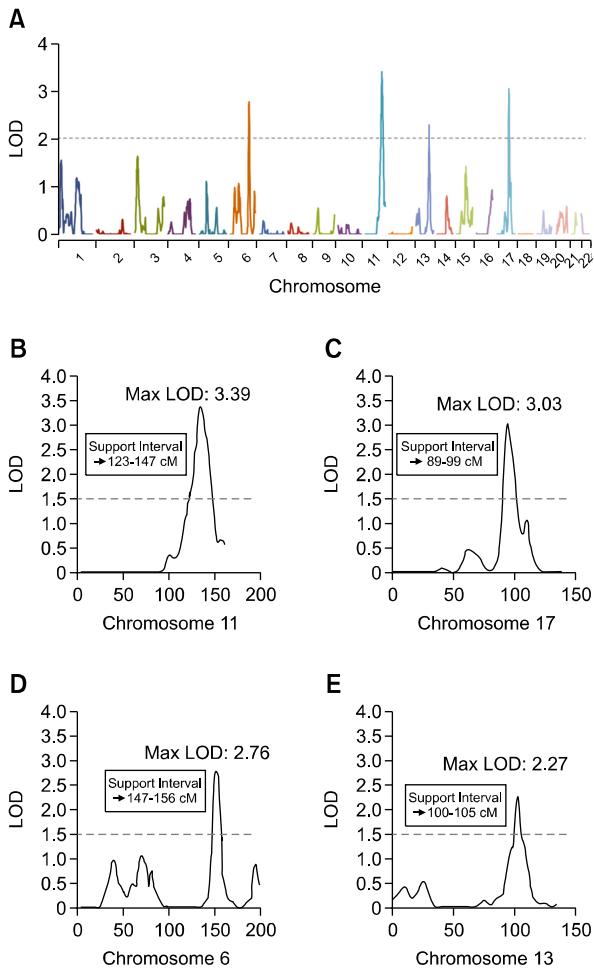 A
4
3
2
1
0
LOD
1 2 3 4 5 6 7 8 9 10 11 12 13 14 15 16 17 18 19 20 21 22
Chromosome
B
4.0
3.5
3.0
2.5
2.0
1.5
1.0
0.5
0
LOD
Max LOD: 3.39
Support Interval
➔123-147 cM
0 50 100 150 200
Chromosome 11
C
4.0
3.5
3.0
2.5
2.0
1.5
1.0
0.5
0
LOD
Max LOD: 3.03
Support Interval
➔89-99 cM
0 50 100 150
Chromosome 17
D
4.0
3.5
3.0
2.5
2.0
1.5
1.0
0.5
0
LOD
Max LOD: 2.76
Support Interval
➔147-156 cM
0 50 100 150 200
Chromosome 6
E
4.0
3.5
3.0
2.5
2.0
1.5
1.0
0.5
0
LOD
Max LOD: 2.27
Support Interval
➔100-105 cM
0 50 100 150
Chromosome 13